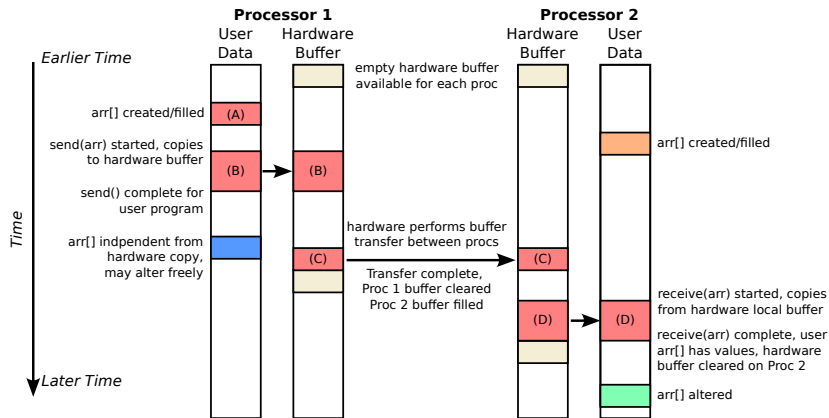 Processor 1
Processor 2
User
Data
Hardware
Buffer
Hardware
Buffer
User
Data
Earlier Time
empty hardware buffer
available for each proc
arr[] created/filled
(A)
send(arr) started, copies
to hardware buffer
(B)
(B)
arr[] created/filled
send() complete for
user program
Time
arr[] indpendent from
hardware copy,
may alter freely
hardware performs buffer
transfer between procs
(C)
(C)
Transfer complete,
Proc 1 buffer cleared
Proc 2 buffer filled
(D)
(D)
receive(arr) started, copies
from hardware local buffer
receive(arr) complete, user
arr[] has values, hardware
buffer cleared on Proc 2
Later Time
arr[] altered